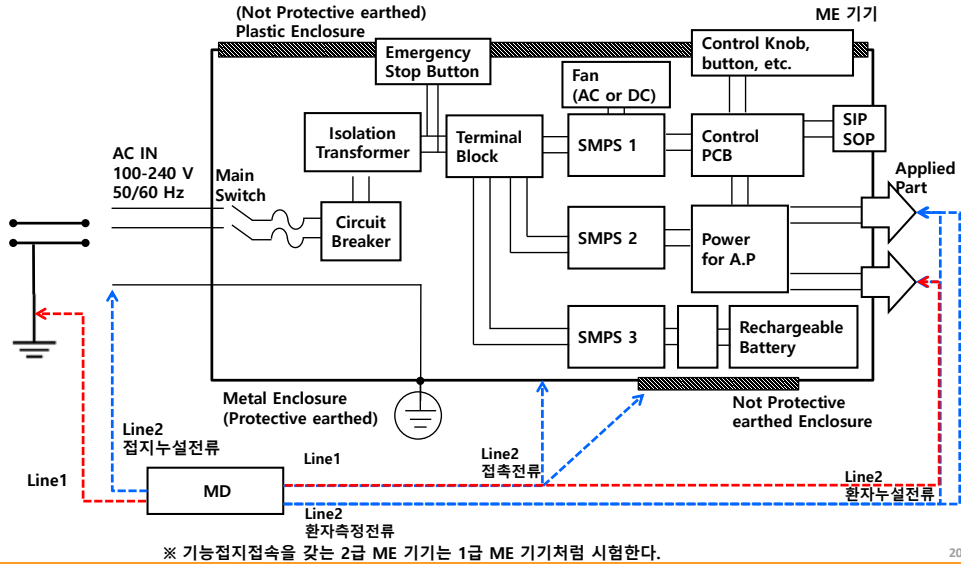 (Not Protective earthed)
Plastic Enclosure
ME 기기
Emergency
Stop Button
Control Knob,
button, etc.
Fan
(AC or DC)
Isolation
Transformer
Terminal
Block
SMPS 1
Control
PCB
SIP
SOP
AC IN
100-240 V
50/60 Hz
Main
Switch
Applied
Part
Circuit
Breaker
SMPS 2
Power
for A.P
SMPS 3
Rechargeable
Battery
Metal Enclosure
(Protective earthed)
Not Protective
earthed Enclosure
Line2
접지누설전류
Line1
Line2
접촉전류
Line1
MD
Line2
환자누설전류
Line2
환자측정전류
※ 기능접지접속을 갖는 2급 ME 기기는 1급 ME 기기처럼 시험한다.
20